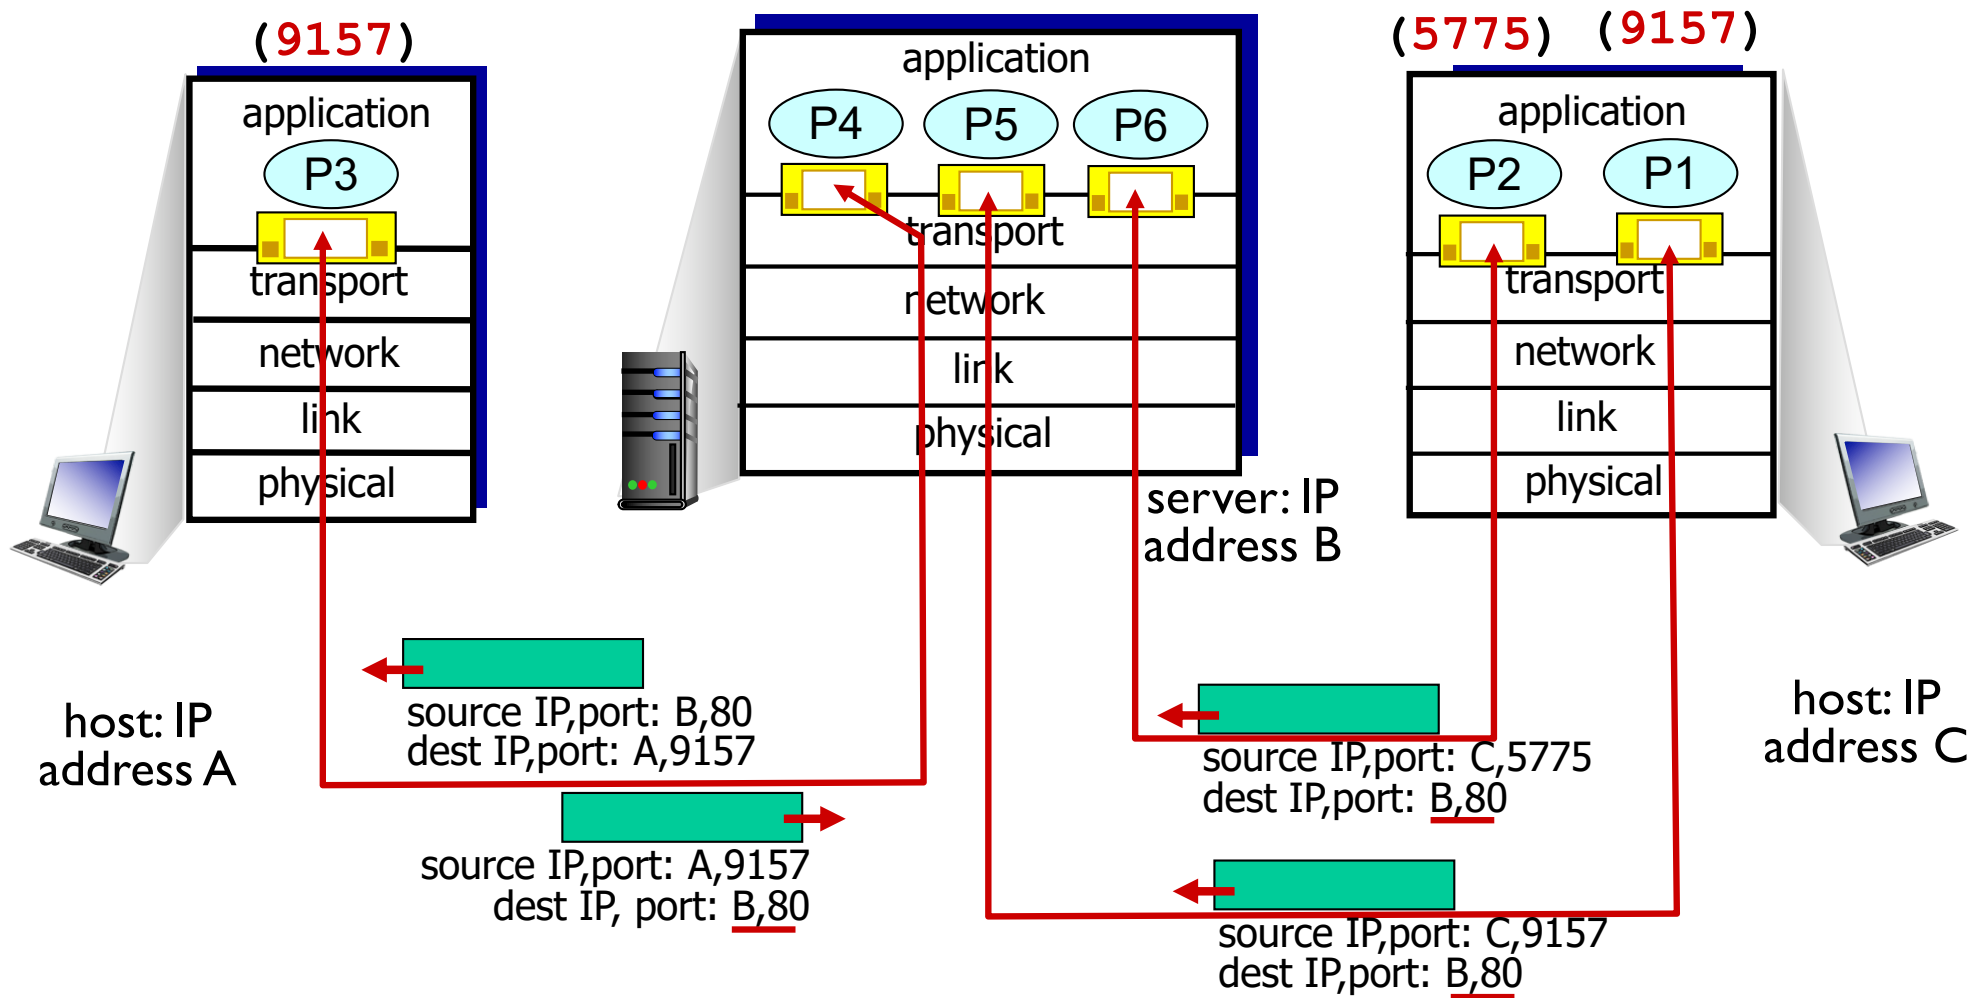 (9157)
application
P3
transport
network
link
physical
host: IP
address A
application
P4 P5 P6
transport
network
link
physical
server: IP
address B
(5775) (9157)
application
P2 P1
transport
network
link
physical
host: IP
address C
source IP,port: B,80
dest IP,port: A,9157
source IP,port: A,9157
dest IP, port: B,80
source IP,port: C,5775
dest IP,port: B,80
source IP,port: C,9157
dest IP,port: B,80